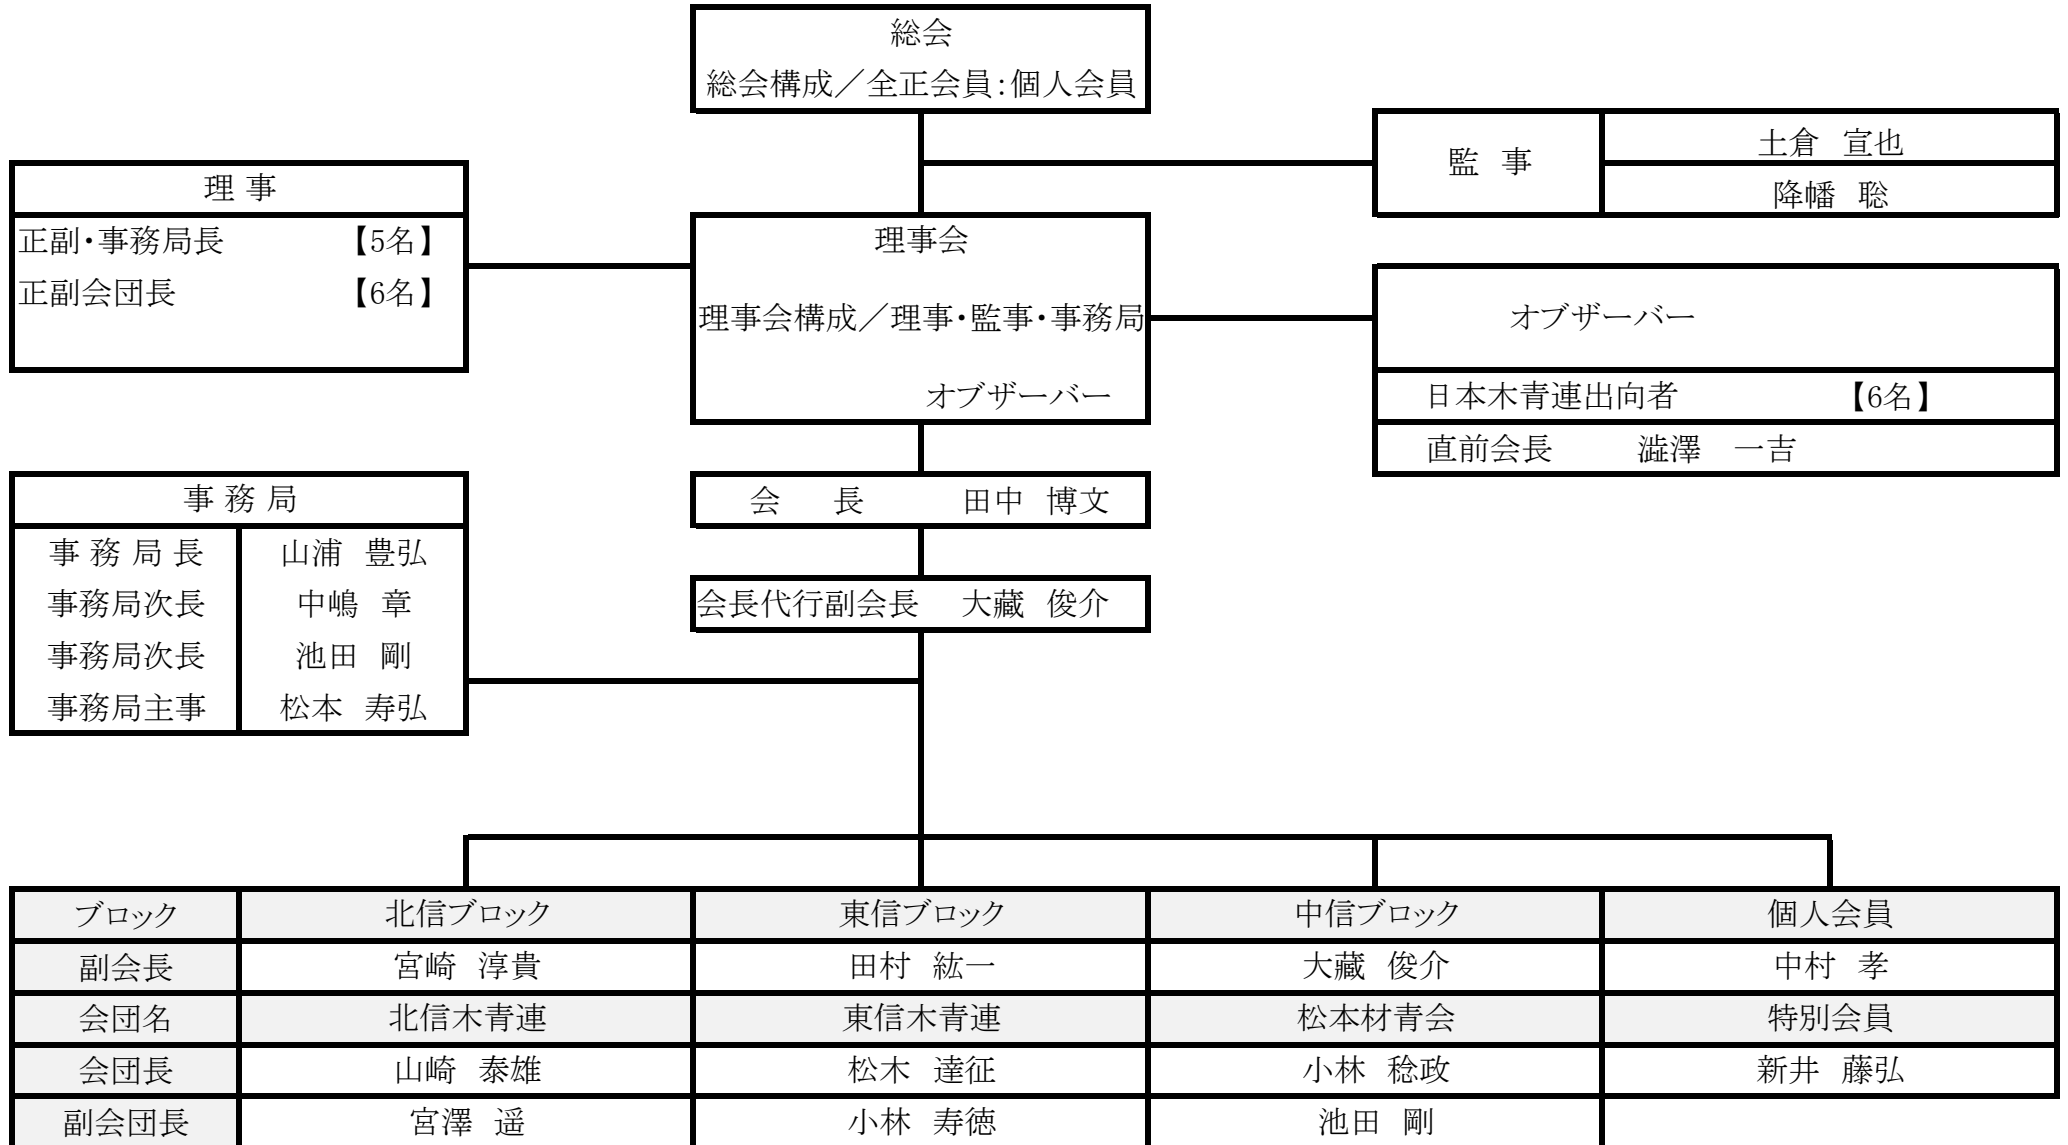 総会
総会構成／全正会員：個人会員
監　事
土倉　宣也
降幡　聡
理 事
正副・事務局長　【5名】
正副会団長　【6名】
理事会
理事会構成／理事・監事・事務局
オブザーバー
オブザーバー
日本木青連出向者　【6名】
直前会長　澁澤　一吉
会　長　田中　博文
会長代行副会長　大藏　俊介
事 務 局
事 務 局 長　山浦　豊弘
事務局次長　中嶋　章
事務局次長　池田　剛
事務局主事　松本　寿弘
ブロック　北信ブロック　東信ブロック　中信ブロック　個人会員
副会長　宮崎　淳貴　田村　紘一　大藏　俊介　中村　孝
会団名　北信木青連　東信木青連　松本材青会　特別会員
会団長　山崎　泰雄　松木　達征　小林　稔政　新井　藤弘
副会団長　宮澤　遥　小林　寿徳　池田　剛